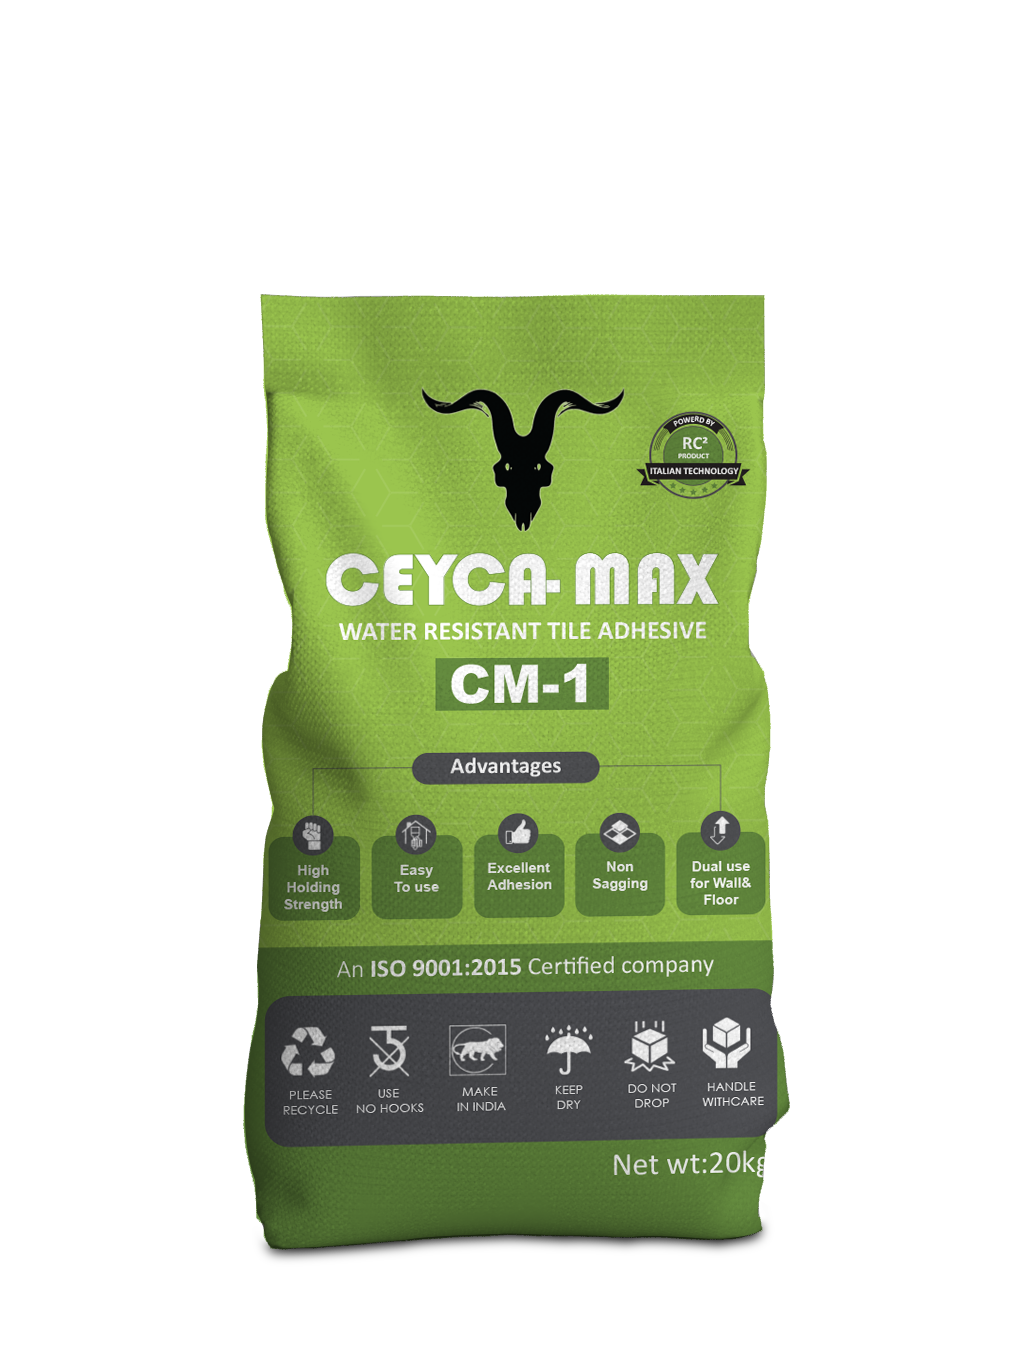 POWERD BY
RC²
PRODUCT
ITALIAN TECHNOLOGY
CEYCA-MAX
WATER RESISTANT TILE ADHESIVE
CM-1
Advantages
High
Holding
Strength
Easy
To use
Excellent
Adhesion
Non
Sagging
Dual use
for Wall&
Floor
An ISO 9001:2015 Certified company
PLEASE
RECYCLE
USE
NO HOOKS
MAKE
IN INDIA
KEEP
DRY
DO NOT
DROP
HANDLE
WITHCARE
Net wt:20kg